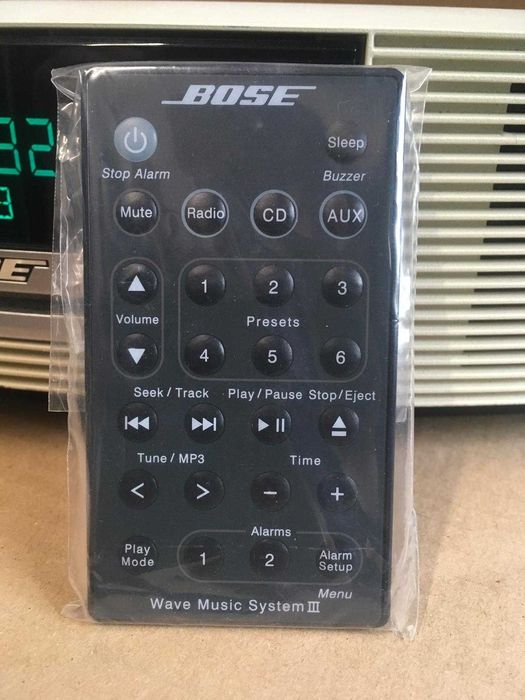 BOSE
32
Sleep
Stop Alarm
Buzzer
Mute
Radio
CD
AUX
1
2
3
Volume
Presets
4
5
6
Seek / Track
Play / Pause
Stop/Eject
Tune / MP3
Time
Alarms
Play
Mode
1
2
Alarm
Setup
Menu
Wave Music System III